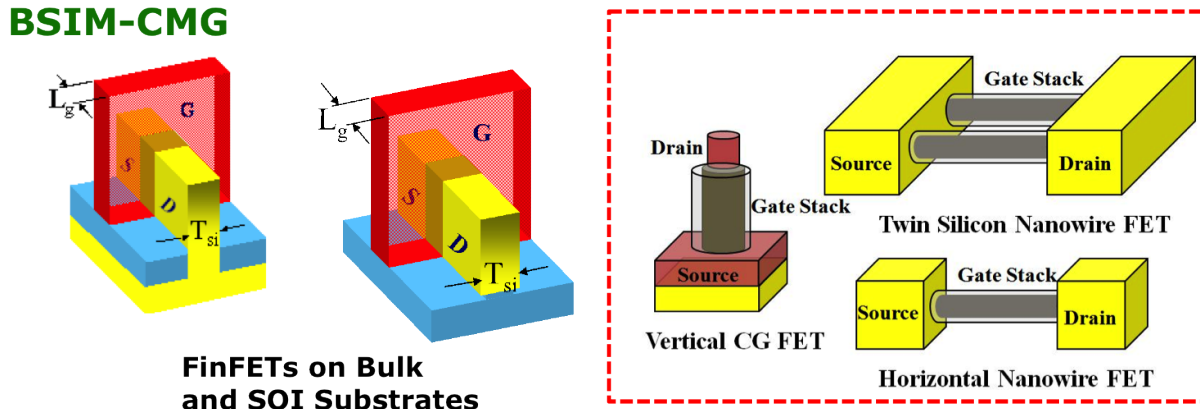 BSIM-CMG
Lg
G
S
D
Tsi
Lg
G
S
D
Tsi
FinFETs on Bulk
and SOI Substrates
Drain
Gate Stack
Source
Vertical CG FET
Gate Stack
Source
Drain
Twin Silicon Nanowire FET
Gate Stack
Source
Drain
Horizontal Nanowire FET